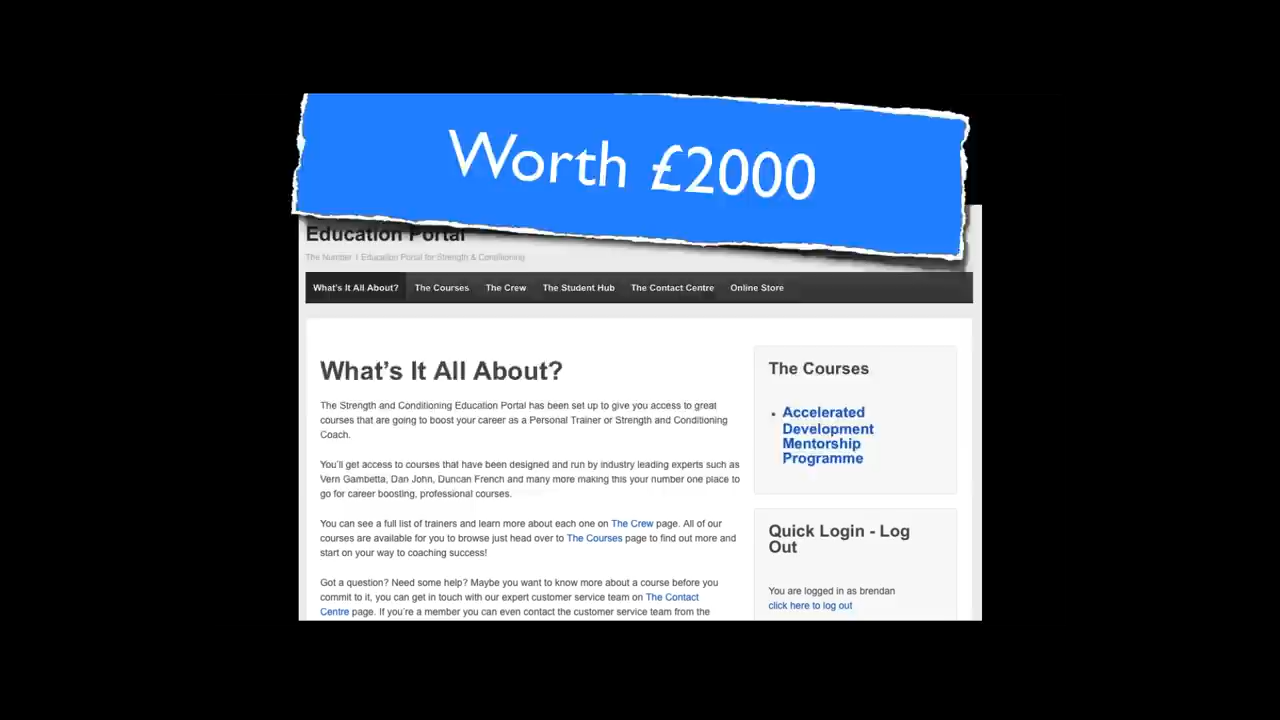 Worth £2000
Education Portal
The Number 1 Education Portal for Strength & Conditioning
What's It All About? The Courses The Crew The Student Hub The Contact Centre Online Store
What's It All About?
The Strength and Conditioning Education Portal has been set up to give you access to great
courses that are going to boost your career as a Personal Trainer or Strength and Conditioning
Coach.
You'll get access to courses that have been designed and run by industry leading experts such as
Vern Gambetta, Dan John, Duncan French and many more making this your number one place to
go for career boosting, professional courses.
You can see a full list of trainers and learn more about each one on The Crew page. All of our
courses are available for you to browse just head over to The Courses page to find out more and
start on your way to coaching success!
Got a question? Need some help? Maybe you want to know more about a course before you
commit to it, you can get in touch with our expert customer service team on The Contact
Centre page. If you're a member you can even contact the customer service team from the
The Courses
Accelerated
Development
Mentorship
Programme
Quick Login - Log
Out
You are logged in as brendan
click here to log out